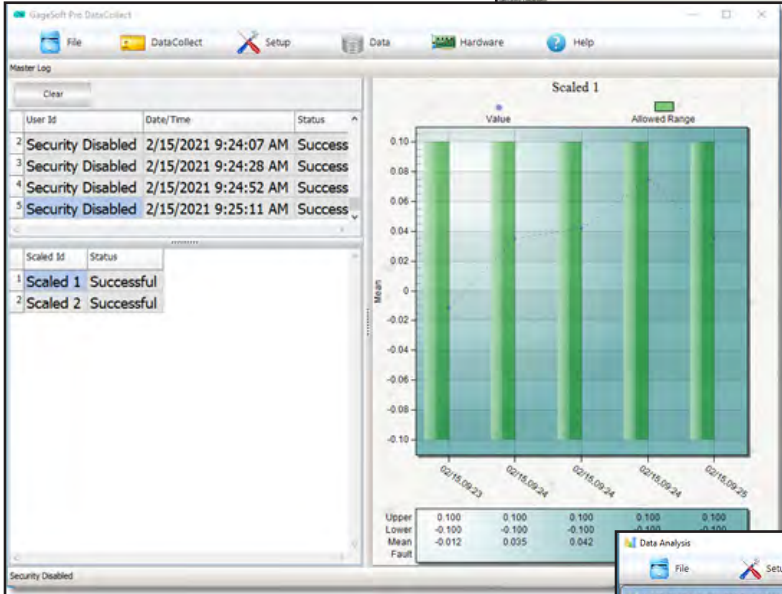 GageSoft Pro DataCollect
File DataCollect Setup Data Hardware Help
Master Log
Clear
User Id Date/Time Status
2 Security Disabled 2/15/2021 9:24:07 AM Success
3 Security Disabled 2/15/2021 9:24:28 AM Success
4 Security Disabled 2/15/2021 9:24:52 AM Success
5 Security Disabled 2/15/2021 9:25:11 AM Success
Scaled Id Status
1 Scaled 1 Successful
2 Scaled 2 Successful
Security Disabled
Scaled 1
Value Allowed Range
0.10
0.08
0.06
0.04
0.02
0
-0.02
-0.04
-0.06
-0.08
-0.10
Mean
02/15,09:23 02/15,09:24 02/15,09:24 02/15,09:24 02/15,09:25
Upper 0.100 0.100 0.100 0.100 0.100
Lower -0.100 -0.100 -0.100 -0.100 -0.100
Mean -0.012 0.035 0.042
Fault
Data Analysis
File